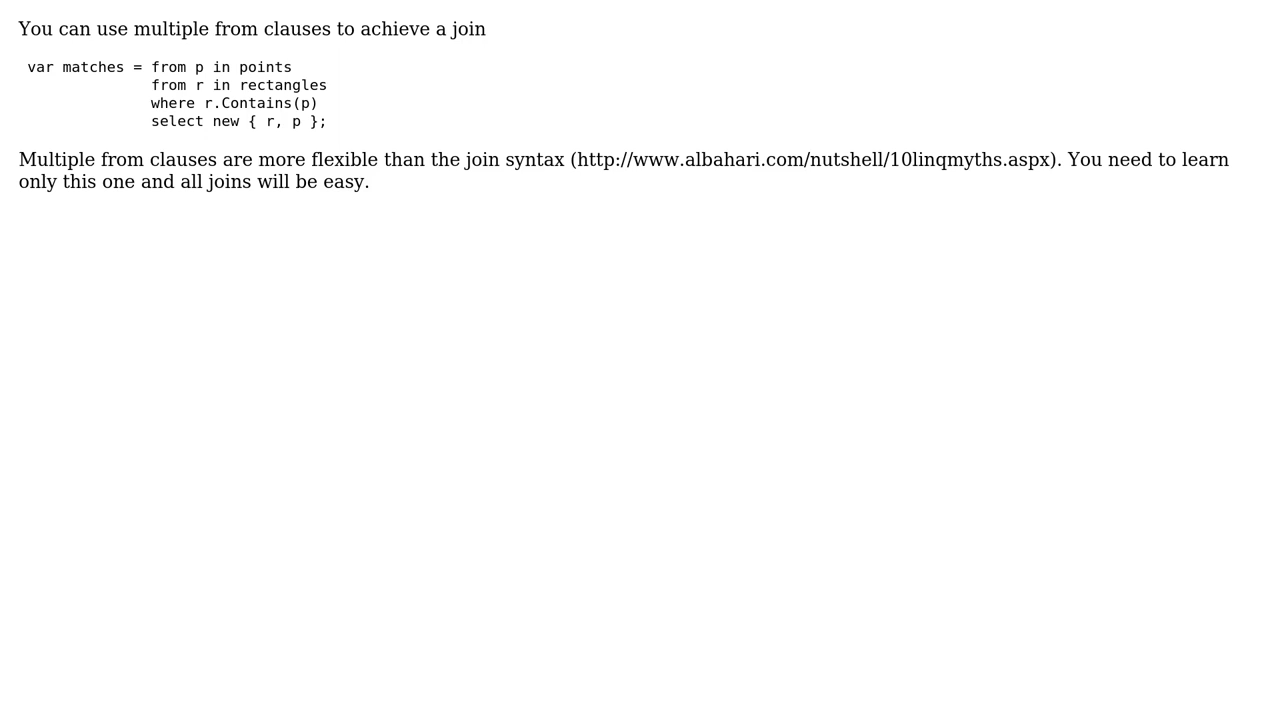 You can use multiple from clauses to achieve a join
var matches = from p in points
              from r in rectangles
              where r.Contains(p)
              select new { r, p };
Multiple from clauses are more flexible than the join syntax (http://www.albahari.com/nutshell/10linqmyths.aspx). You need to learn
only this one and all joins will be easy.